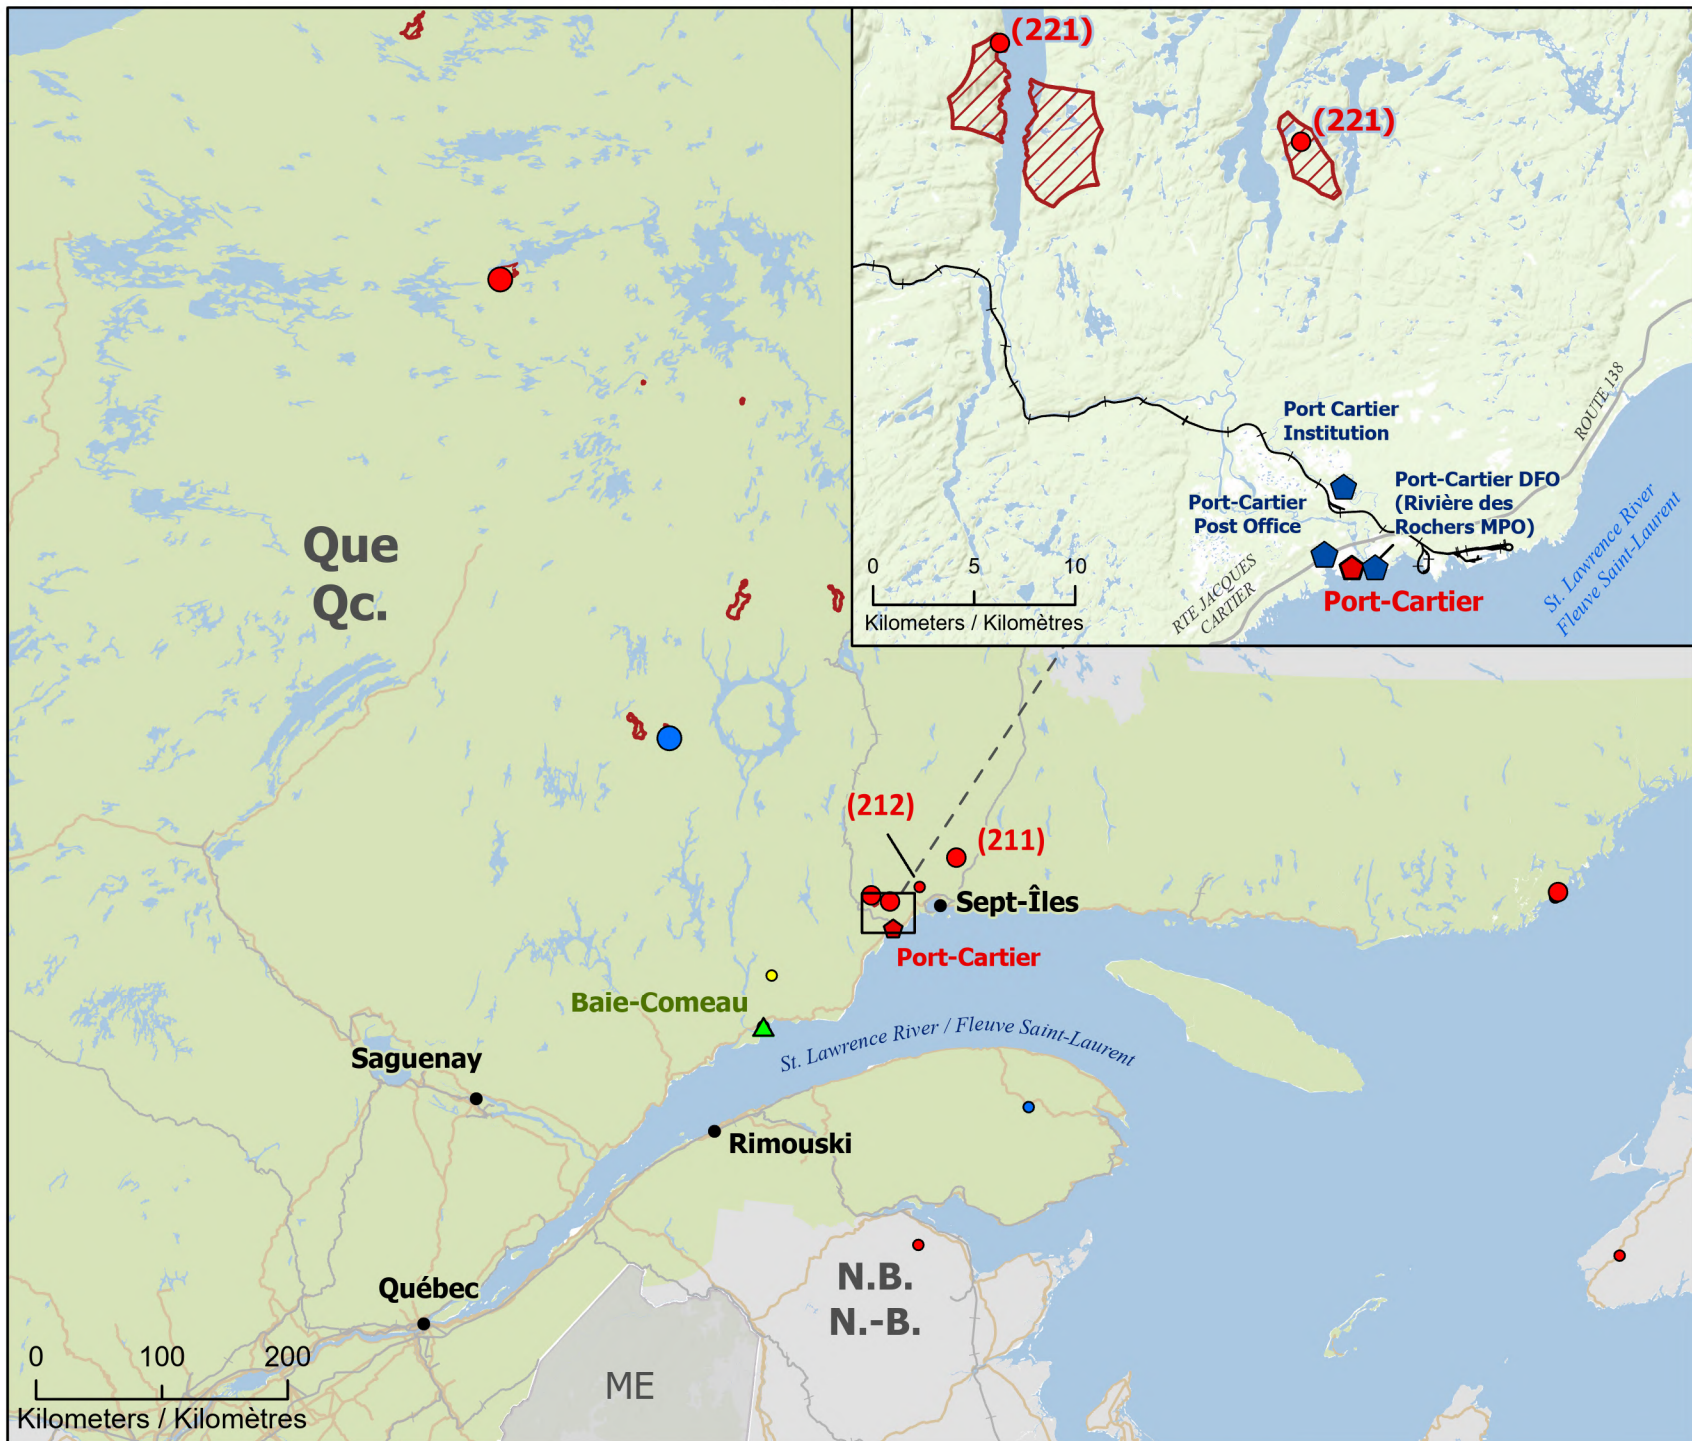 (221)
(221)
ROUTE 138
Port Cartier
Institution
Port-Cartier DFO
(Rivière des
Rochers MPO)
Port-Cartier
Post Office
RTE JACQUES
CARTIER
Port-Cartier
St. Lawrence River
Fleuve Saint-Laurent
0 5 10
Kilometers / Kilomètres
Que
Qc.
(212)
(211)
Sept-Îles
Port-Cartier
Baie-Comeau
St. Lawrence River / Fleuve Saint-Laurent
Saguenay
Rimouski
Québec
N.B.
N.-B.
ME
0 100 200
Kilometers / Kilomètres